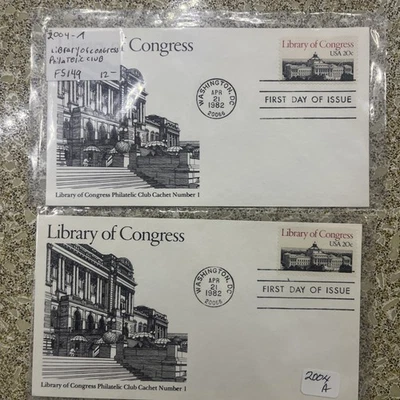 2004-A
Library of Congress
Philatelic Club
FS149 12-
Library of Congress
Library of Congress
USA 20c
WASHINGTON, DC
APR
21
1982
20066
FIRST DAY OF ISSUE
Library of Congress Philatelic Club Cachet Number 1
Library of Congress
Library of Congress
USA 20c
WASHINGTON, DC
APR
21
1982
20066
FIRST DAY OF ISSUE
Library of Congress Philatelic Club Cachet Number 1
2004
A